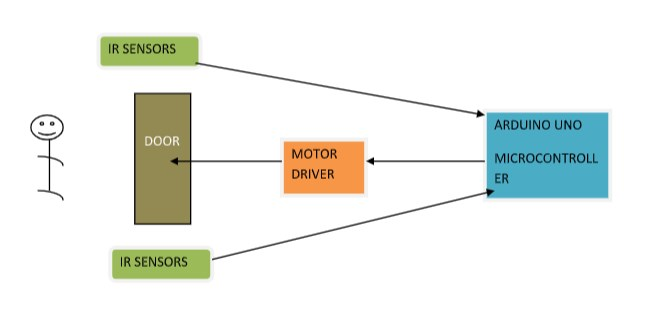 IR SENSORS
ARDUINO UNO
DOOR
MOTOR
DRIVER
MICROCONTROLL
ER
IR SENSORS